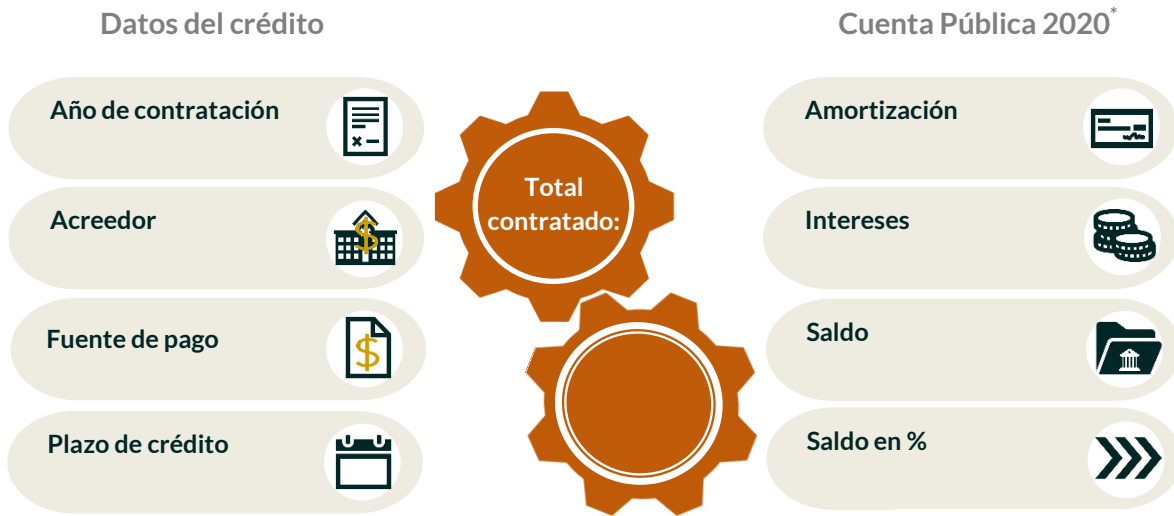 Datos del crédito
Año de contratación
Acreedor
Fuente de pago
Plazo de crédito
Total
contratado:
Cuenta Pública 2020*
Amortización
Intereses
Saldo
Saldo en %